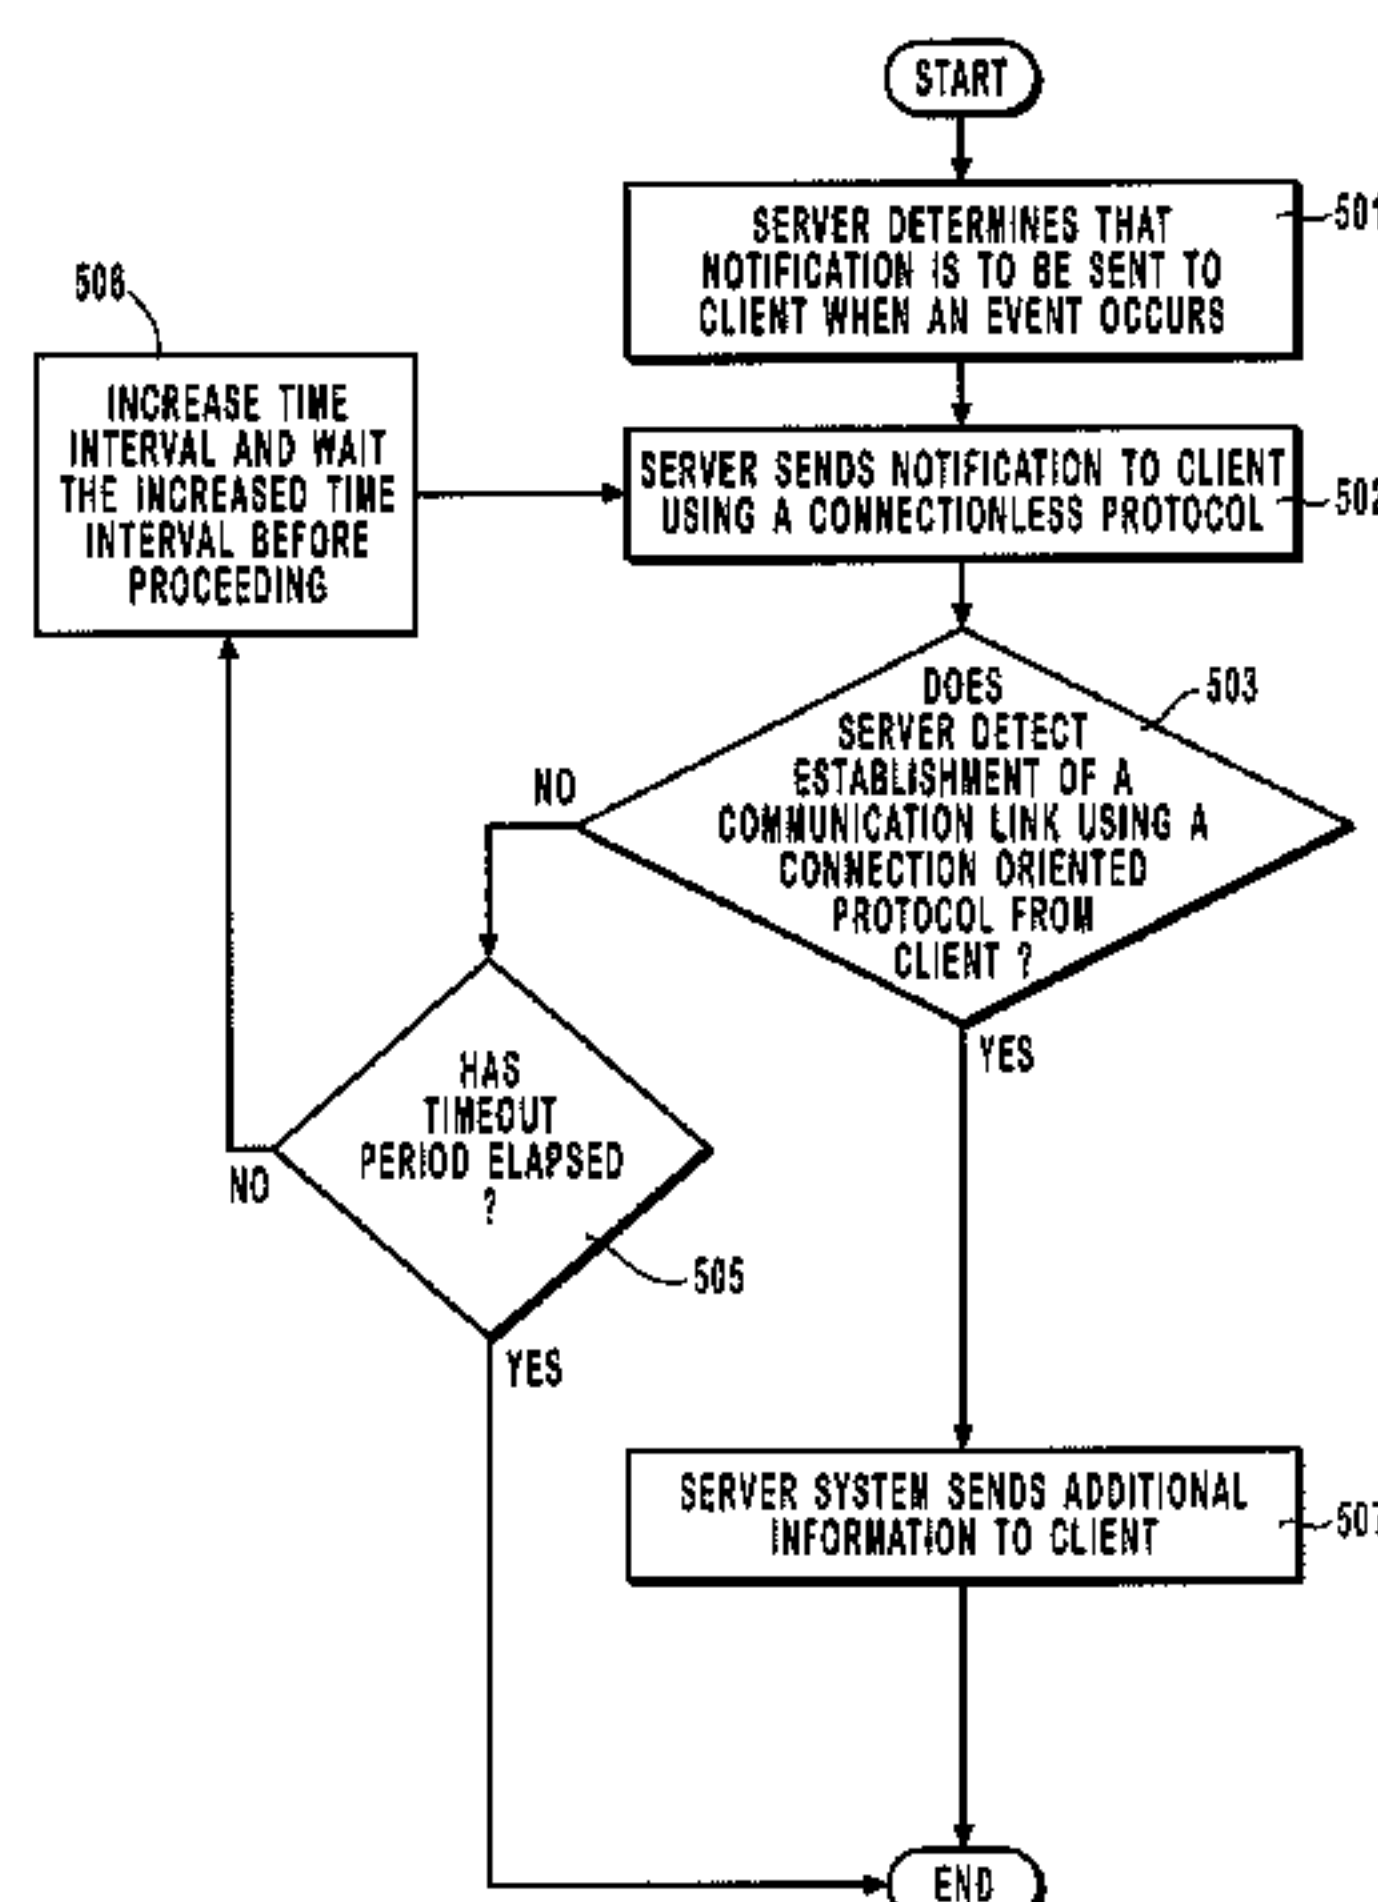 START
SERVER DETERMINES THAT
NOTIFICATION IS TO BE SENT TO
CLIENT WHEN AN EVENT OCCURS
501
506
INCREASE TIME
INTERVAL AND WAIT
THE INCREASED TIME
INTERVAL BEFORE
PROCEEDING
SERVER SENDS NOTIFICATION TO CLIENT
USING A CONNECTIONLESS PROTOCOL
502
DOES
SERVER DETECT
ESTABLISHMENT OF A
COMMUNICATION LINK USING A
CONNECTION ORIENTED
PROTOCOL FROM
CLIENT ?
503
NO
YES
HAS
TIMEOUT
PERIOD ELAPSED
?
505
NO
YES
SERVER SYSTEM SENDS ADDITIONAL
INFORMATION TO CLIENT
507
END